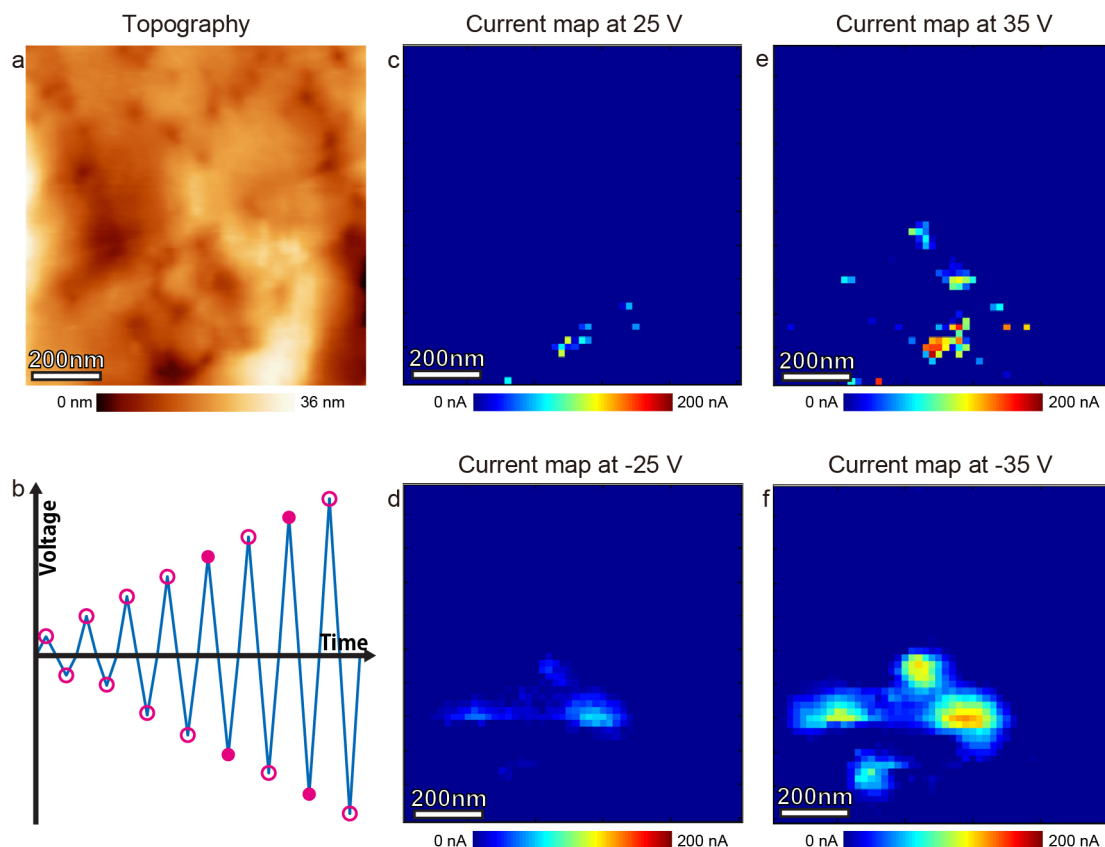 Topography
Current map at 25 V
Current map at 35 V
a
c
e
200nm
200nm
200nm
0 nm
36 nm
0 nA
200 nA
0 nA
200 nA
Current map at -25 V
Current map at -35 V
b
d
f
Voltage
Time
200nm
200nm
0 nA
200 nA
0 nA
200 nA